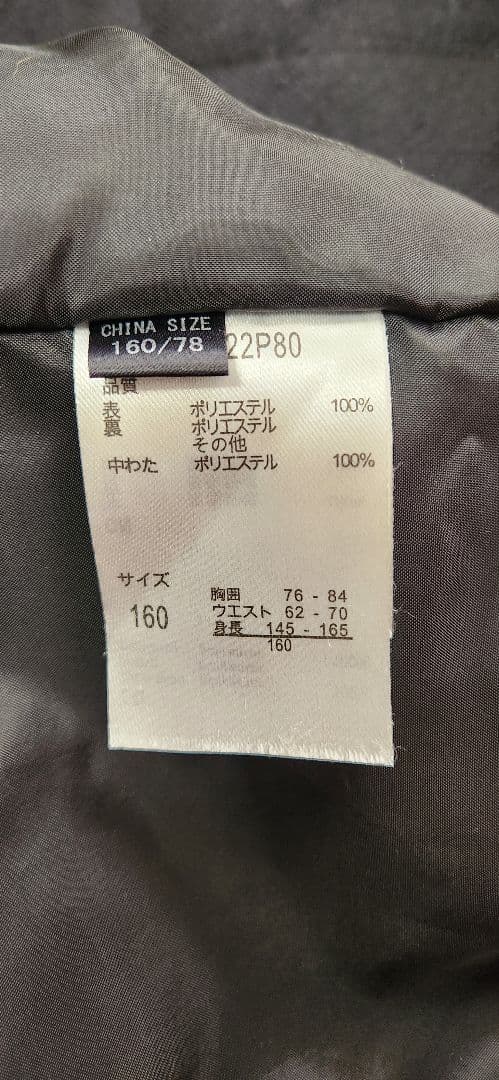 CHINA SIZE
160/78
22P80
品質
表 ポリエステル 100%
裏 ポリエステル
その他
中わた ポリエステル 100%
サイズ
160
胸囲 76 - 84
ウエスト 62 - 70
身長 145 - 165
160